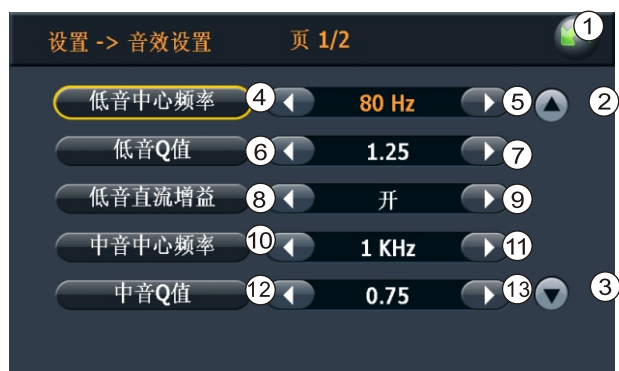 设置 -> 音效设置 页 1/2 1
低音中心频率 4 80 Hz 5 2
低音Q值 6 1.25 7
低音直流增益 8 开 9
中音中心频率 10 1 KHz 11
中音Q值 12 0.75 13 3